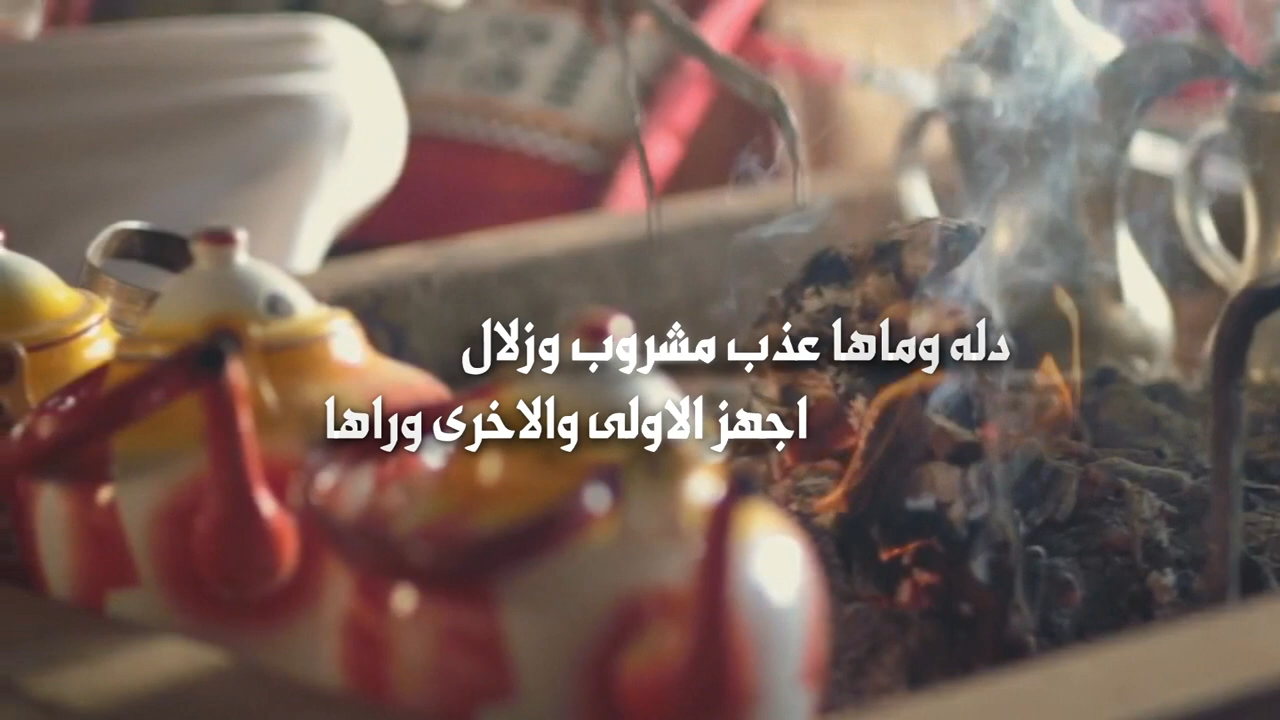 دله وماها عذب مشروب وزلال
اجهز الاولى والاخرى وراها